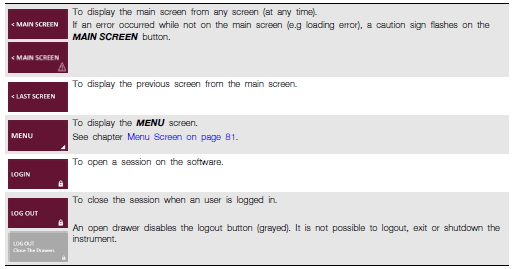 < MAIN SCREEN
To display the main screen from any screen (at any time).
If an error occurred while not on the main screen (e.g loading error), a caution sign flashes on the
MAIN SCREEN button.
< MAIN SCREEN
< LAST SCREEN
To display the previous screen from the main screen.
MENU
To display the MENU screen.
See chapter Menu Screen on page 81.
LOGIN
To open a session on the software.
LOG OUT
To close the session when an user is logged in.
LOG OUT
Close The Drawers
An open drawer disables the logout button (grayed). It is not possible to logout, exit or shutdown the
instrument.